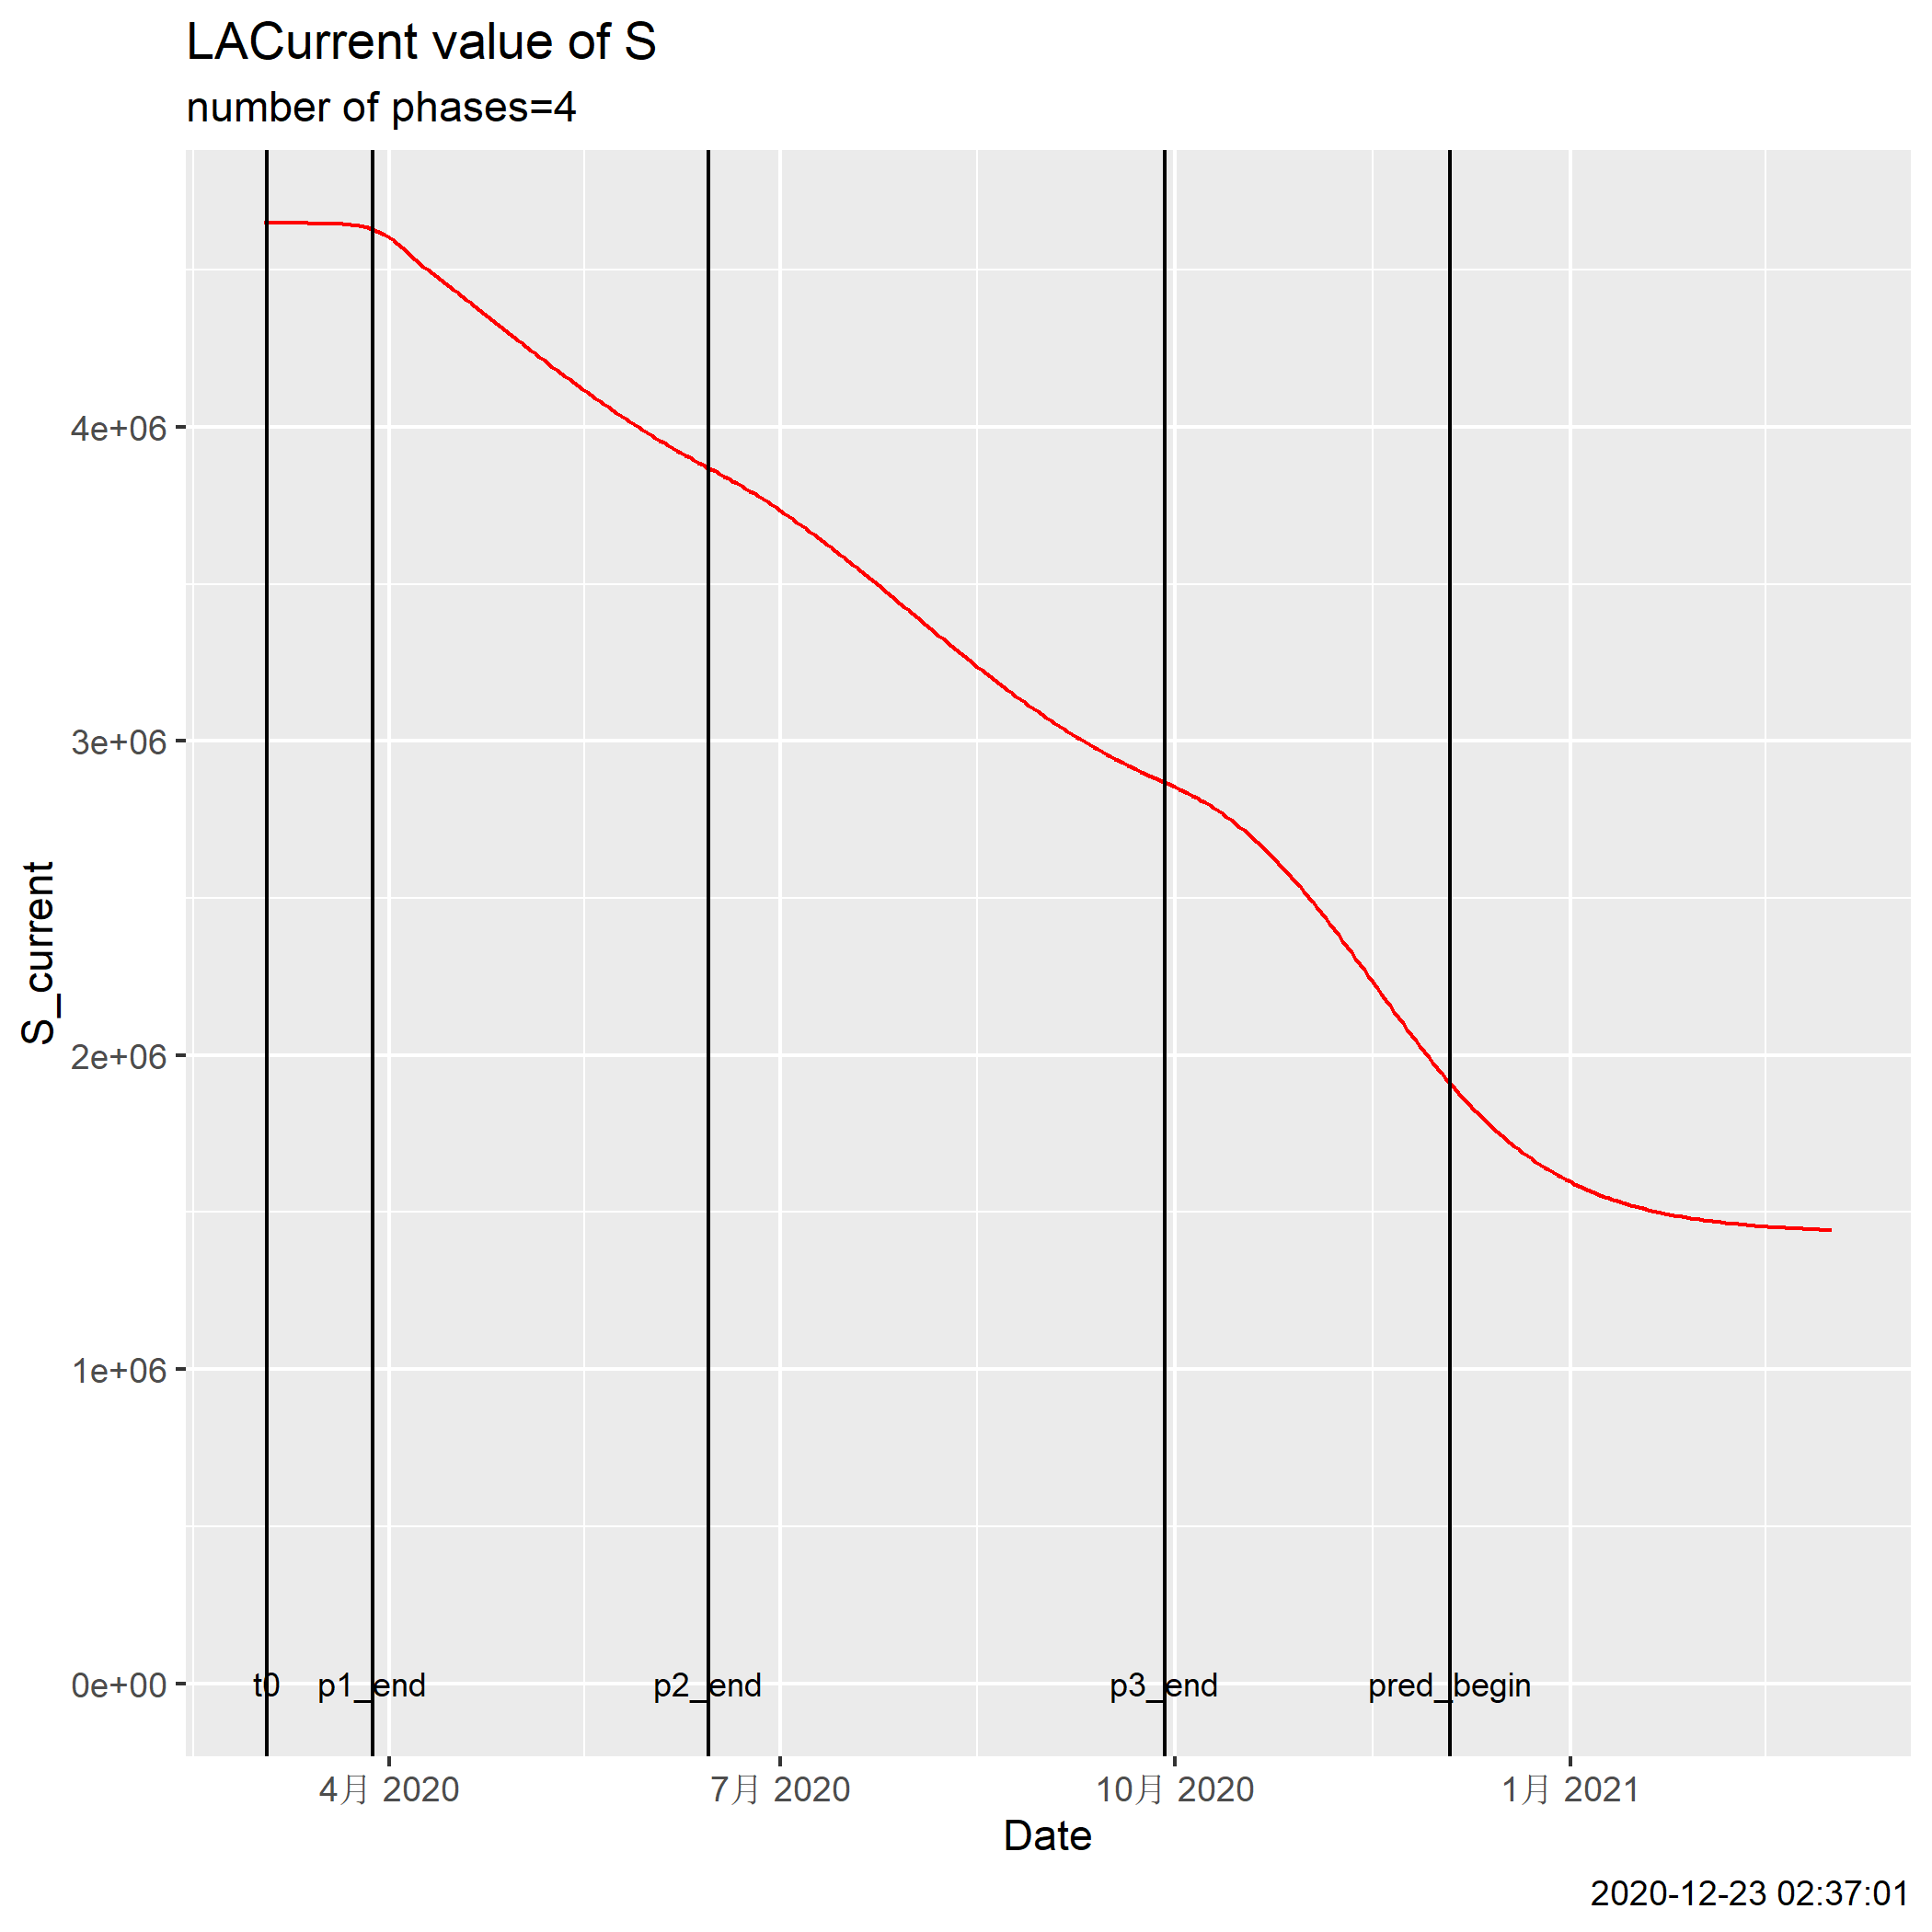 LACurrent value of S
number of phases=4
S_current
4e+06
3e+06
2e+06
1e+06
0e+00
t0 p1_end p2_end p3_end pred_begin
4月 2020 7月 2020 10月 2020 1月 2021
Date
2020-12-23 02:37:01